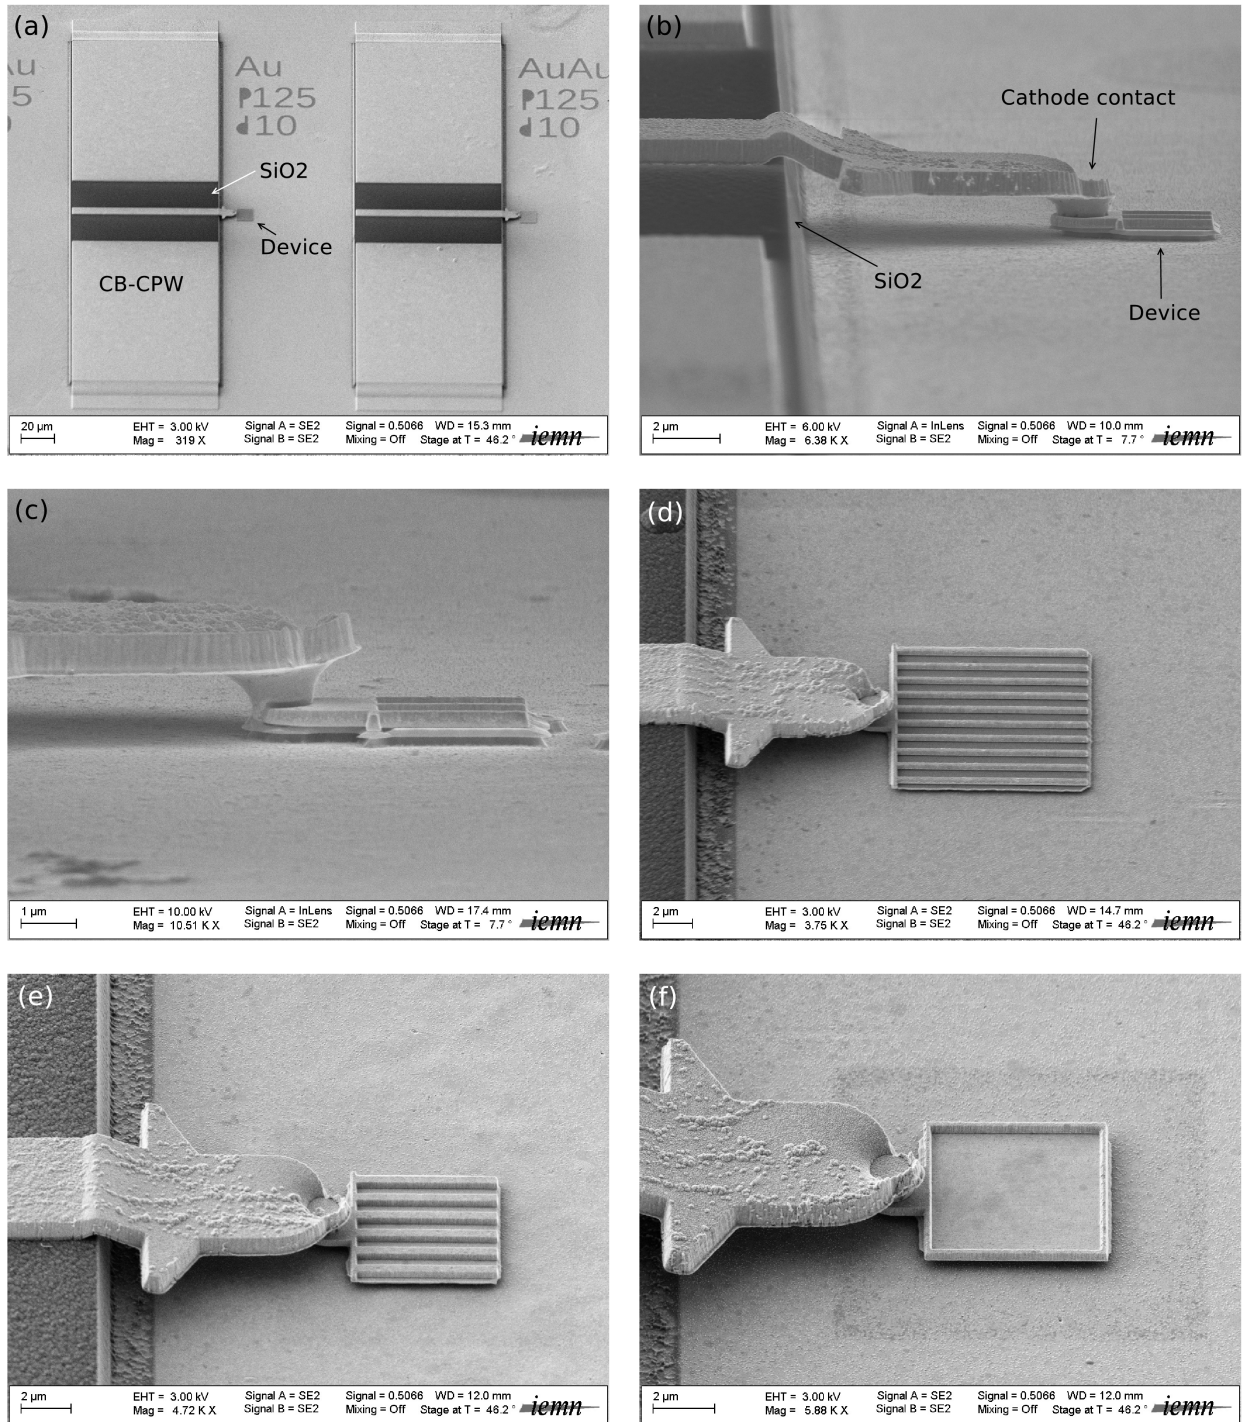 (a)
Au
5
Au
P125
d10
AuAu
P125
d10
SiO2
Device
CB-CPW
20 µm
EHT = 3.00 kV
Signal A = SE2
Signal = 0.5066
WD = 15.3 mm
Mag = 319 X
Signal B = SE2
Mixing = Off
Stage at T = 46.2 °
iemn
(b)
Cathode contact
SiO2
Device
2 µm
EHT = 6.00 kV
Signal A = InLens
Signal = 0.5066
WD = 10.0 mm
Mag = 6.38 K X
Signal B = SE2
Mixing = Off
Stage at T = 7.7 °
iemn
(c)
1 µm
EHT = 10.00 kV
Signal A = InLens
Signal = 0.5066
WD = 17.4 mm
Mag = 10.51 K X
Signal B = SE2
Mixing = Off
Stage at T = 7.7 °
iemn
(d)
2 µm
EHT = 3.00 kV
Signal A = SE2
Signal = 0.5066
WD = 14.7 mm
Mag = 3.75 K X
Signal B = SE2
Mixing = Off
Stage at T = 46.2 °
iemn
(e)
2 µm
EHT = 3.00 kV
Signal A = SE2
Signal = 0.5066
WD = 12.0 mm
Mag = 4.72 K X
Signal B = SE2
Mixing = Off
Stage at T = 46.2 °
iemn
(f)
2 µm
EHT = 3.00 kV
Signal A = SE2
Signal = 0.5066
WD = 12.0 mm
Mag = 5.88 K X
Signal B = SE2
Mixing = Off
Stage at T = 46.2 °
iemn